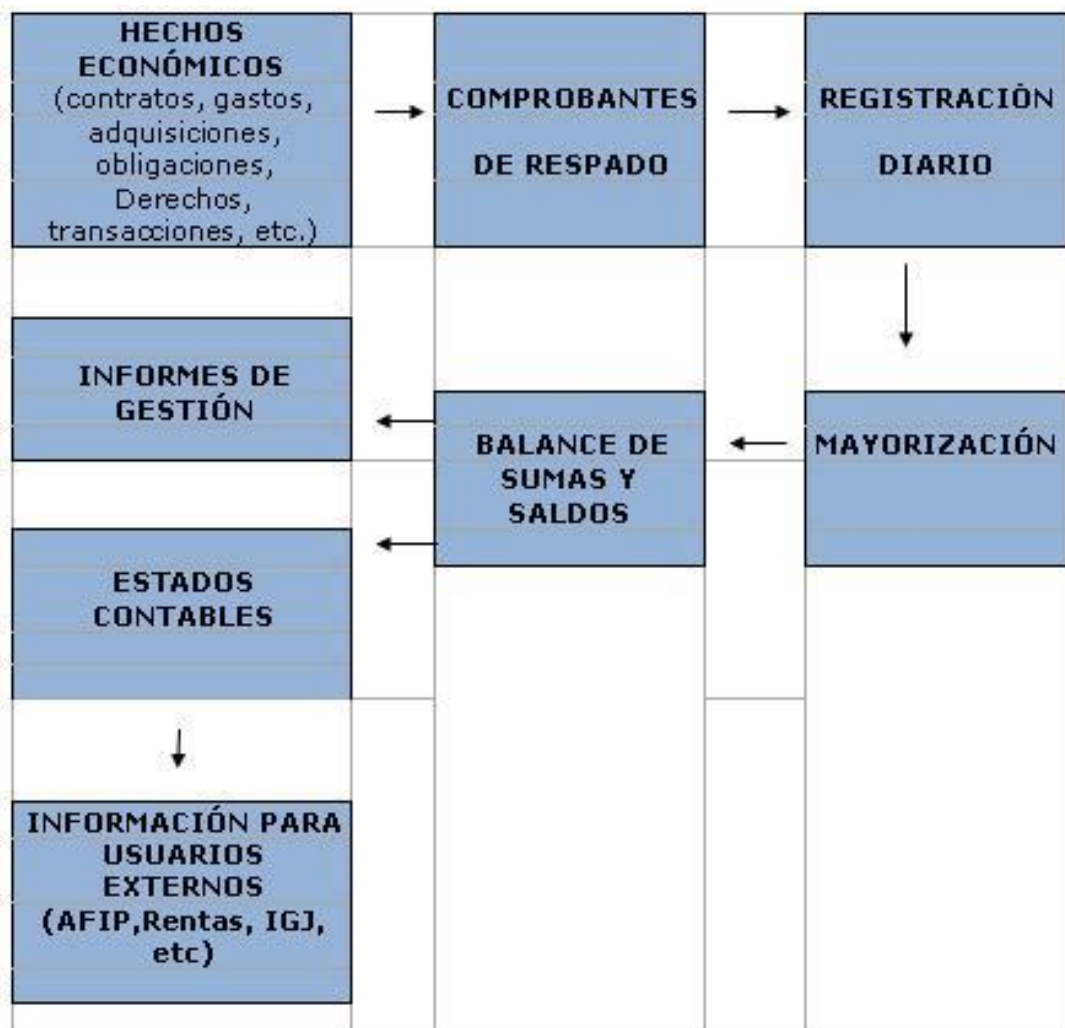 HECHOS
ECONÓMICOS
(contratos, gastos,
adquisiciones,
obligaciones,
Derechos,
transacciones, etc.)
COMPROBANTES
DE RESPADO
REGISTRACIÓN
DIARIO
INFORMES DE
GESTIÓN
BALANCE DE
SUMAS Y
SALDOS
MAYORIZACIÓN
ESTADOS
CONTABLES
INFORMACIÓN PARA
USUARIOS
EXTERNOS
(AFIP,Rentas, IGJ,
etc)